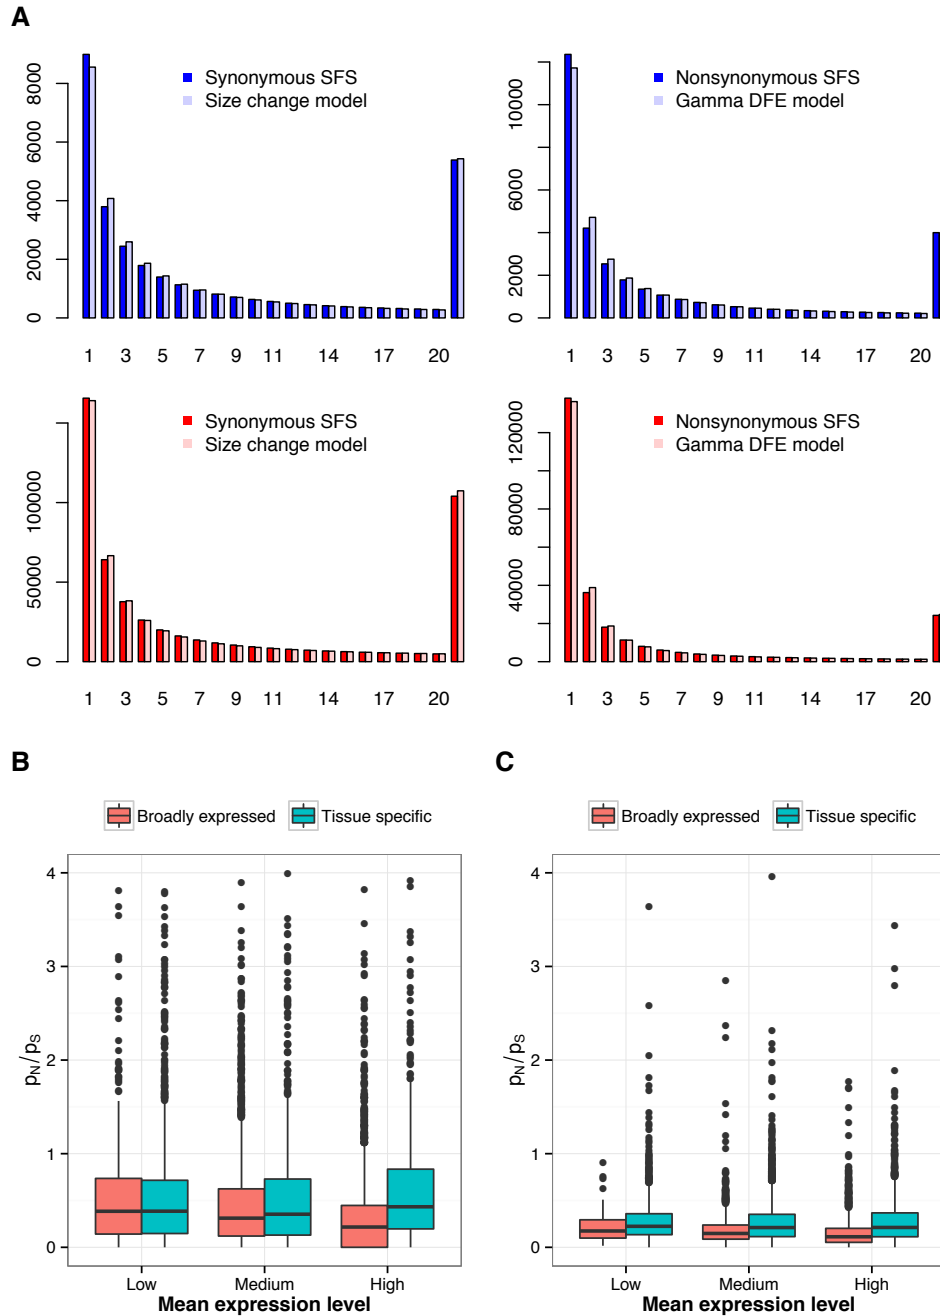 A
0 2000 4000 6000 8000
Synonymous SFS
Size change model
1 3 5 7 9 11 14 17 20
0 4000 8000 12000
Nonsynonymous SFS
Gamma DFE model
1 3 5 7 9 11 14 17 20
0 50000 100000
Synonymous SFS
Size change model
1 3 5 7 9 11 14 17 20
0 40000 80000 120000
Nonsynonymous SFS
Gamma DFE model
1 3 5 7 9 11 14 17 20
B
Broadly expressed Tissue specific
4
3
2
1
0
pN/pS
Low Medium High
Mean expression level
C
Broadly expressed Tissue specific
4
3
2
1
0
pN/pS
Low Medium High
Mean expression level